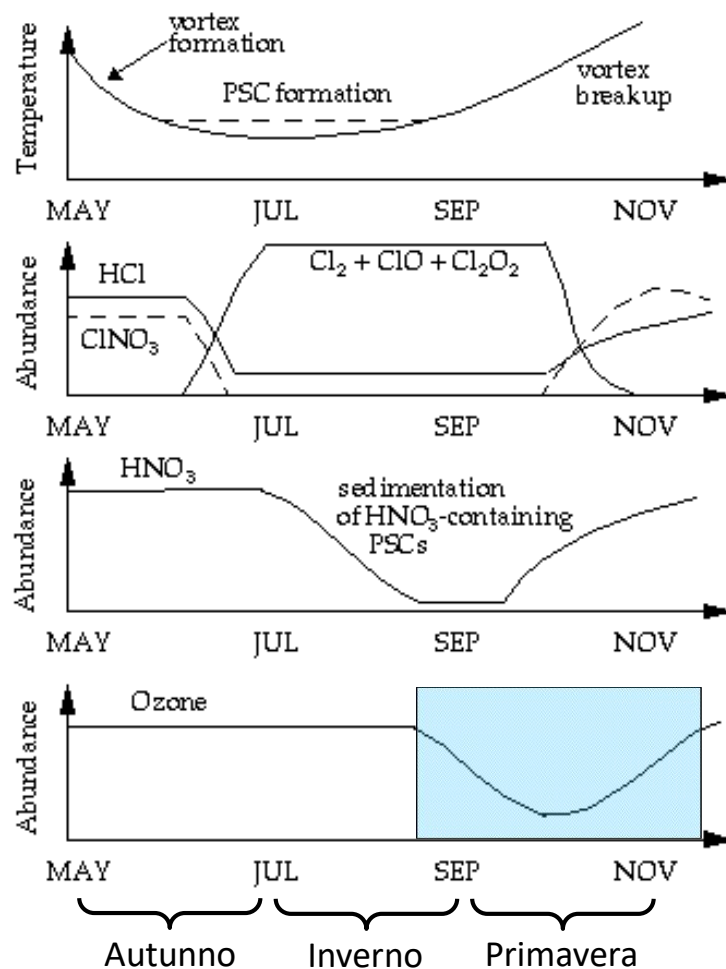 vortex
formation
PSC formation
vortex
breakup
Temperature
MAY JUL SEP NOV
HCl
Cl₂ + ClO + Cl₂O₂
ClNO₃
Abundance
MAY JUL SEP NOV
HNO₃
sedimentation
of HNO₃-containing
PSCs
Abundance
MAY JUL SEP NOV
Ozone
Abundance
MAY JUL SEP NOV
Autunno Inverno Primavera